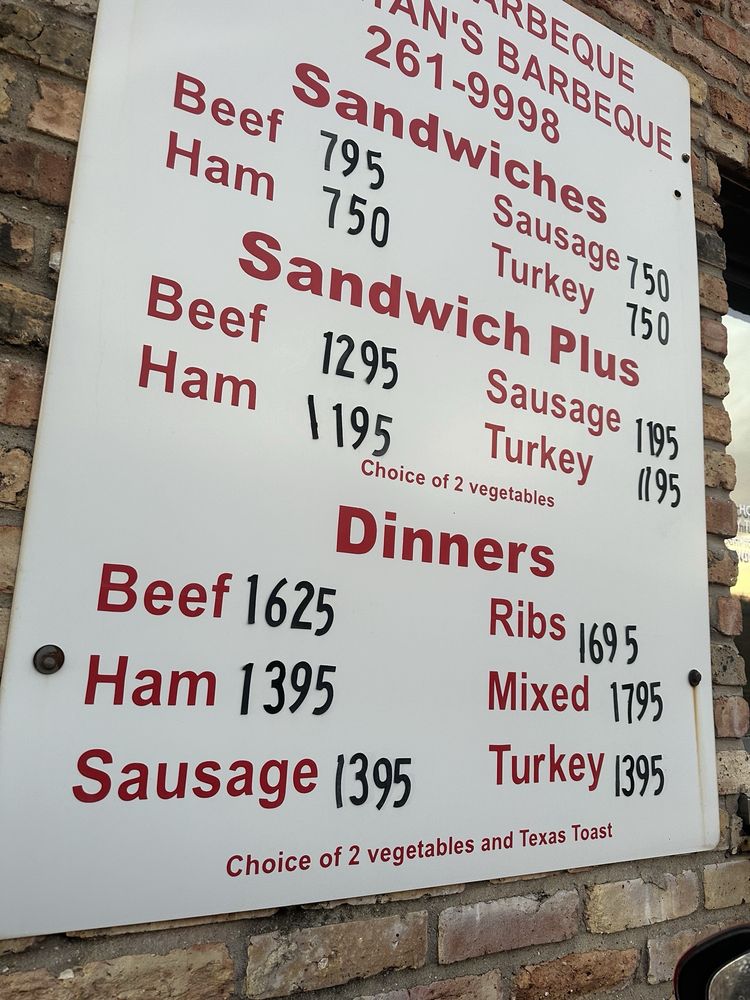 BARBEQUE
MAN'S BARBEQUE
261-9998
Sandwiches
Beef 795
Ham 750
Sausage 750
Turkey 750
Sandwich Plus
Beef 1295
Ham 1195
Sausage 1195
Turkey 1195
Choice of 2 vegetables
Dinners
Beef 1625
Ham 1395
Sausage 1395
Ribs 1695
Mixed 1795
Turkey 1395
Choice of 2 vegetables and Texas Toast